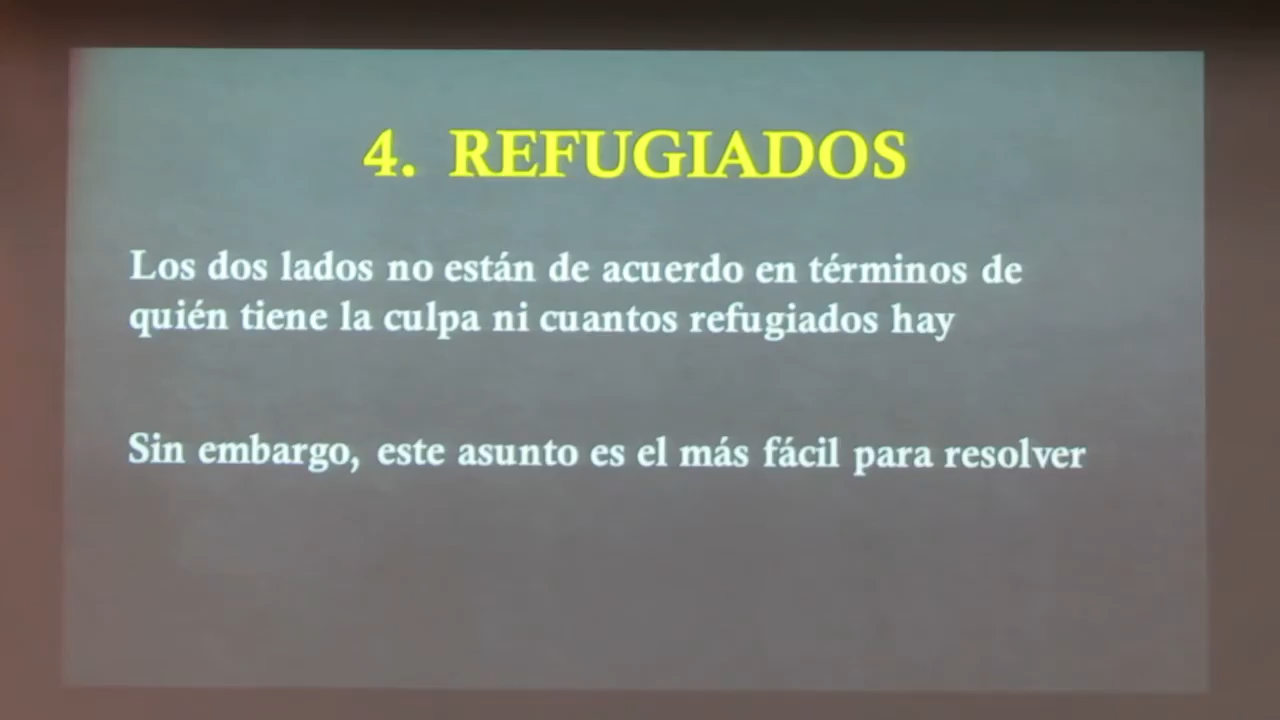 4. REFUGIADOS
Los dos lados no están de acuerdo en términos de
quién tiene la culpa ni cuantos refugiados hay
Sin embargo, este asunto es el más fácil para resolver